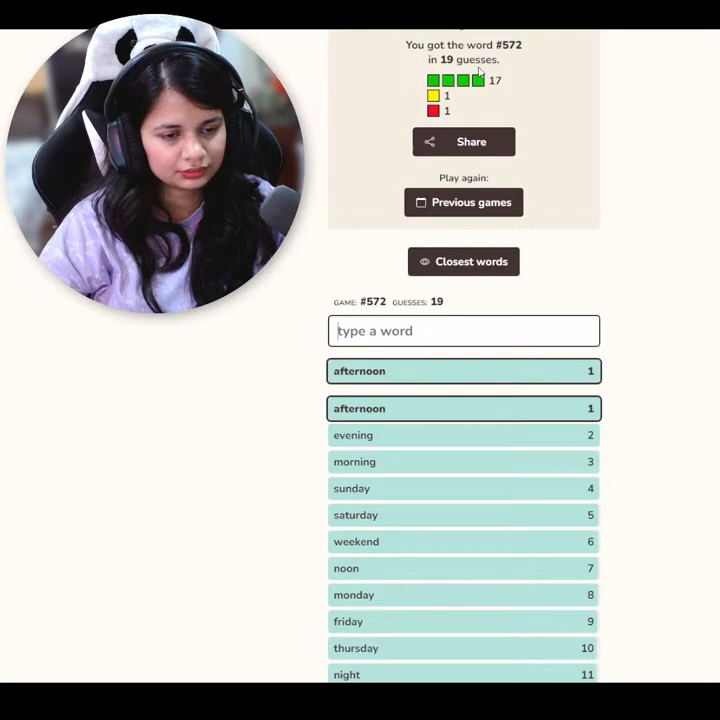 You got the word #572
in 19 guesses.
17
1
1
Share
Play again:
Previous games
Closest words
GAME: #572 GUESSES: 19
type a word
afternoon 1
afternoon 1
evening 2
morning 3
sunday 4
saturday 5
weekend 6
noon 7
monday 8
friday 9
thursday 10
night 11